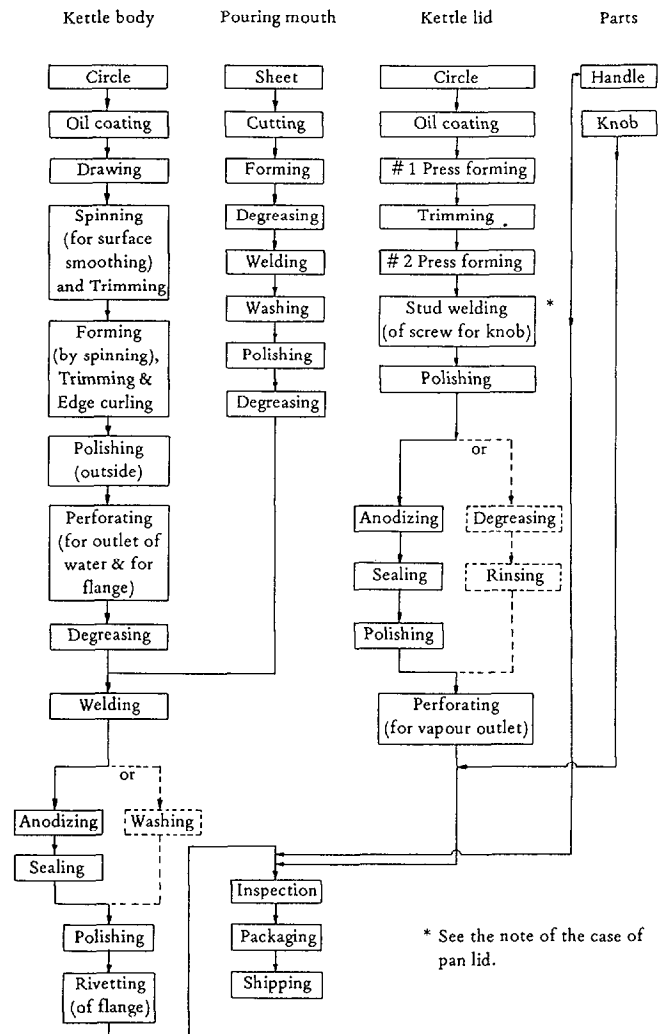 Kettle body
Pouring mouth
Kettle lid
Parts
Circle
Oil coating
Drawing
Spinning
(for surface
smoothing)
and Trimming
Forming
(by spinning),
Trimming &
Edge curling
Polishing
(outside)
Perforating
(for outlet of
water & for
flange)
Degreasing
Welding
or
Anodizing
Washing
Sealing
Polishing
Rivetting
(of flange)
Sheet
Cutting
Forming
Degreasing
Welding
Washing
Polishing
Degreasing
Circle
Oil coating
# 1 Press forming
Trimming
# 2 Press forming
Stud welding
(of screw for knob)
*
Polishing
or
Anodizing
Degreasing
Sealing
Rinsing
Polishing
Perforating
(for vapour outlet)
Handle
Knob
Inspection
Packaging
Shipping
* See the note of the case of
pan lid.